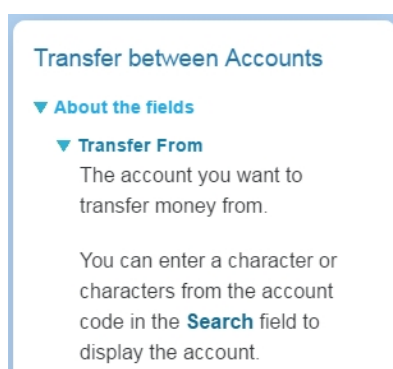 Transfer between Accounts
About the fields
Transfer From
The account you want to
transfer money from.
You can enter a character or
characters from the account
code in the Search field to
display the account.